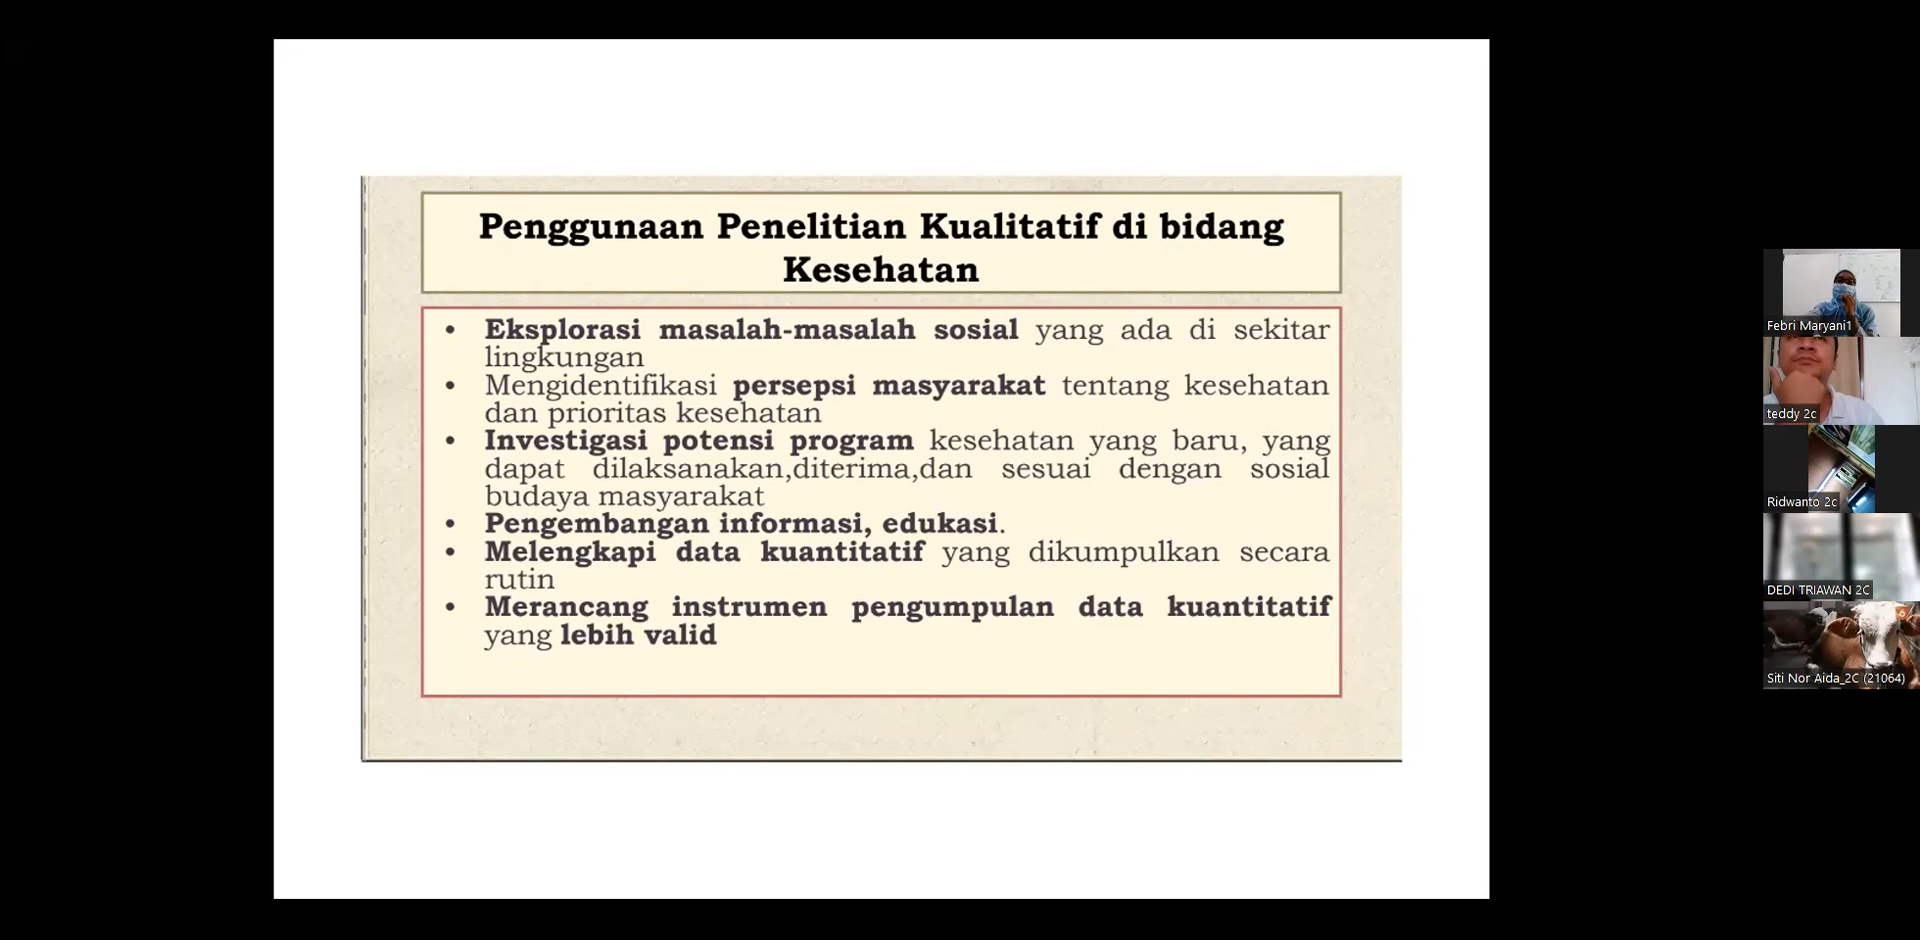 Penggunaan Penelitian Kualitatif di bidang
Kesehatan
• Eksplorasi masalah-masalah sosial yang ada di sekitar
lingkungan
• Mengidentifikasi persepsi masyarakat tentang kesehatan
dan prioritas kesehatan
• Investigasi potensi program kesehatan yang baru, yang
dapat dilaksanakan,diterima,dan sesuai dengan sosial
budaya masyarakat
• Pengembangan informasi, edukasi.
• Melengkapi data kuantitatif yang dikumpulkan secara
rutin
• Merancang instrumen pengumpulan data kuantitatif
yang lebih valid
Febri Maryani1
teddy 2c
Ridwanto 2c
DEDI TRIAWAN 2C
Siti Nor Aida_2C (21064)